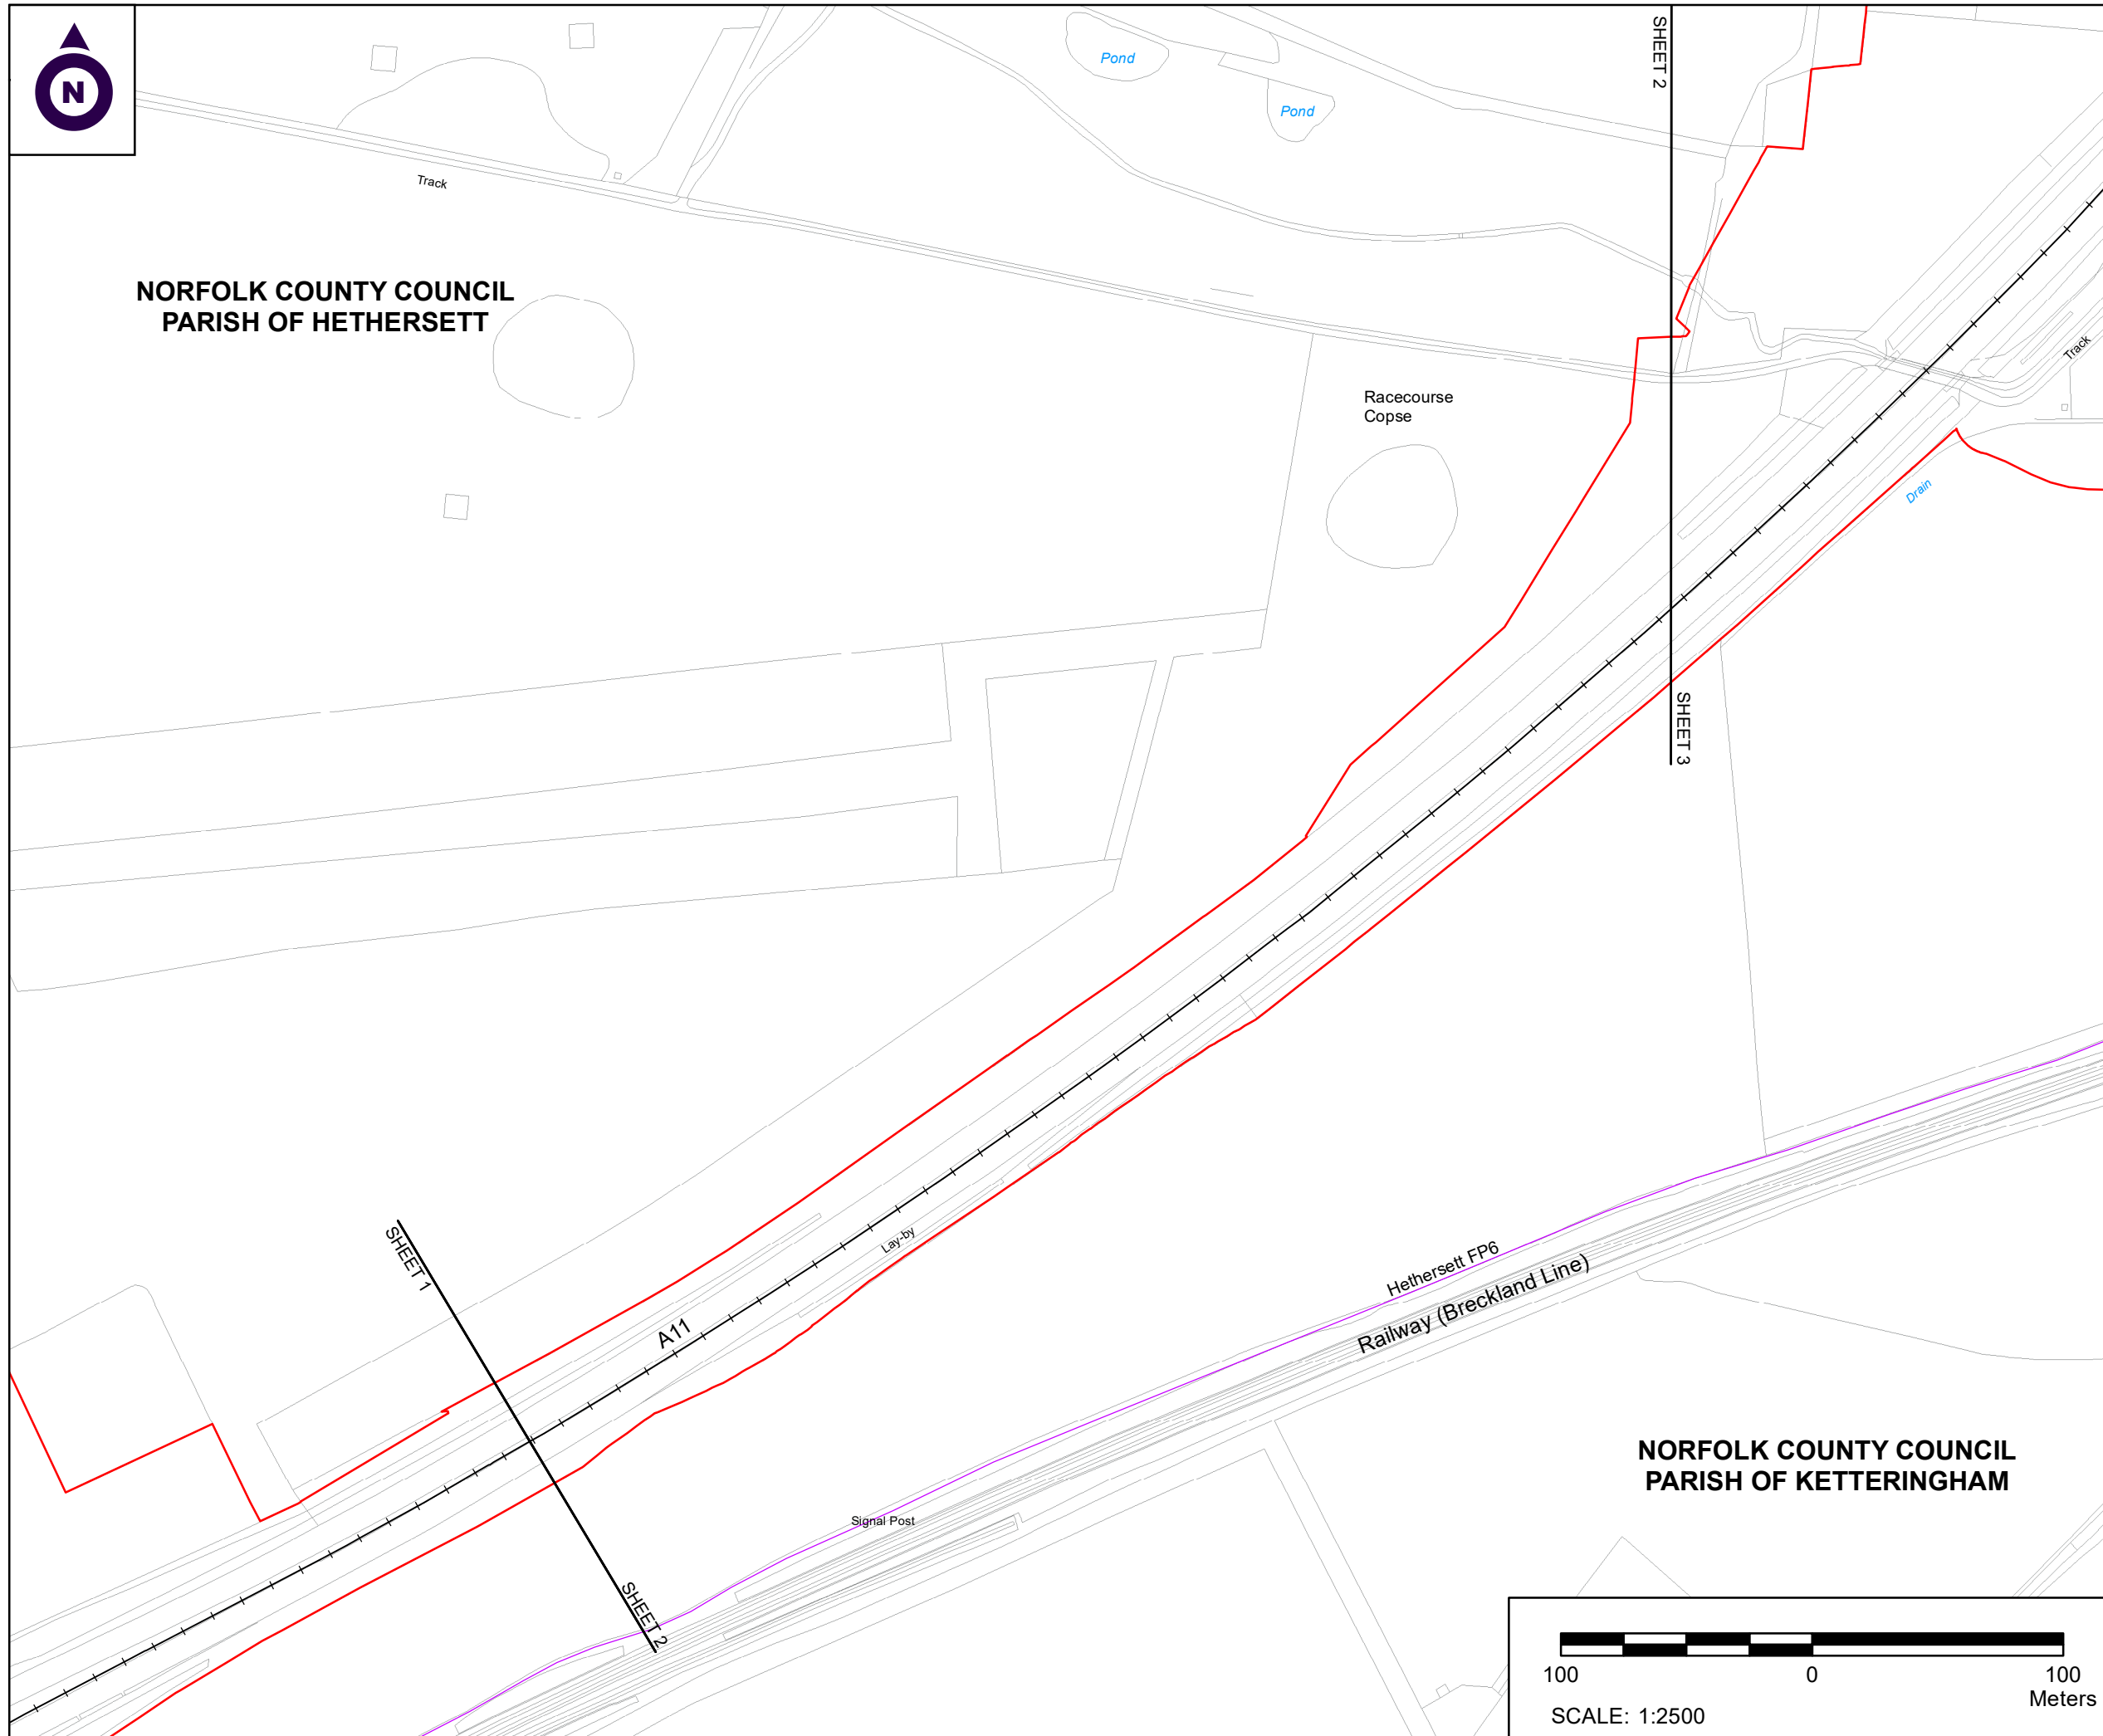 N
Pond
Pond
SHEET 2
Track
NORFOLK COUNTY COUNCIL
PARISH OF HETHERSETT
Track
Racecourse
Copse
Drain
SHEET 3
SHEET 1
Lay-by
A11
Hethersett FP6
Railway (Breckland Line)
NORFOLK COUNTY COUNCIL
PARISH OF KETTERINGHAM
Signal Post
SHEET 2
100 0 100
Meters
SCALE: 1:2500